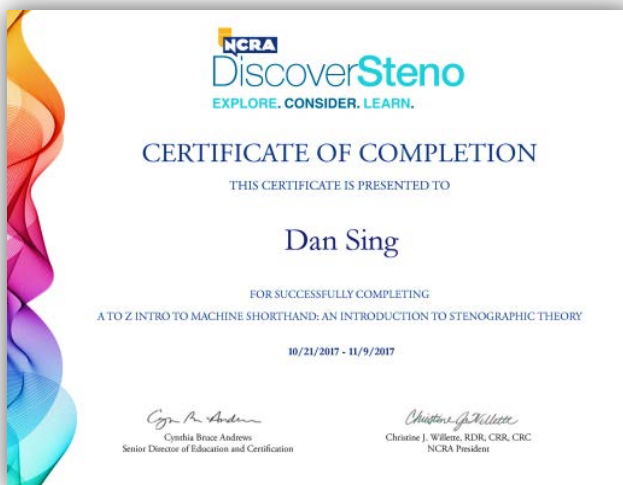 NCRA
DiscoverSteno
EXPLORE. CONSIDER. LEARN.
CERTIFICATE OF COMPLETION
THIS CERTIFICATE IS PRESENTED TO
Dan Sing
FOR SUCCESSFULLY COMPLETING
A TO Z INTRO TO MACHINE SHORTHAND: AN INTRODUCTION TO STENOGRAPHIC THEORY
10/21/2017 - 11/9/2017
Cynthia Bruce Andrews
Senior Director of Education and Certification
Christine J. Willette
Christine J. Willette, RDR, CRR, CRC
NCRA President